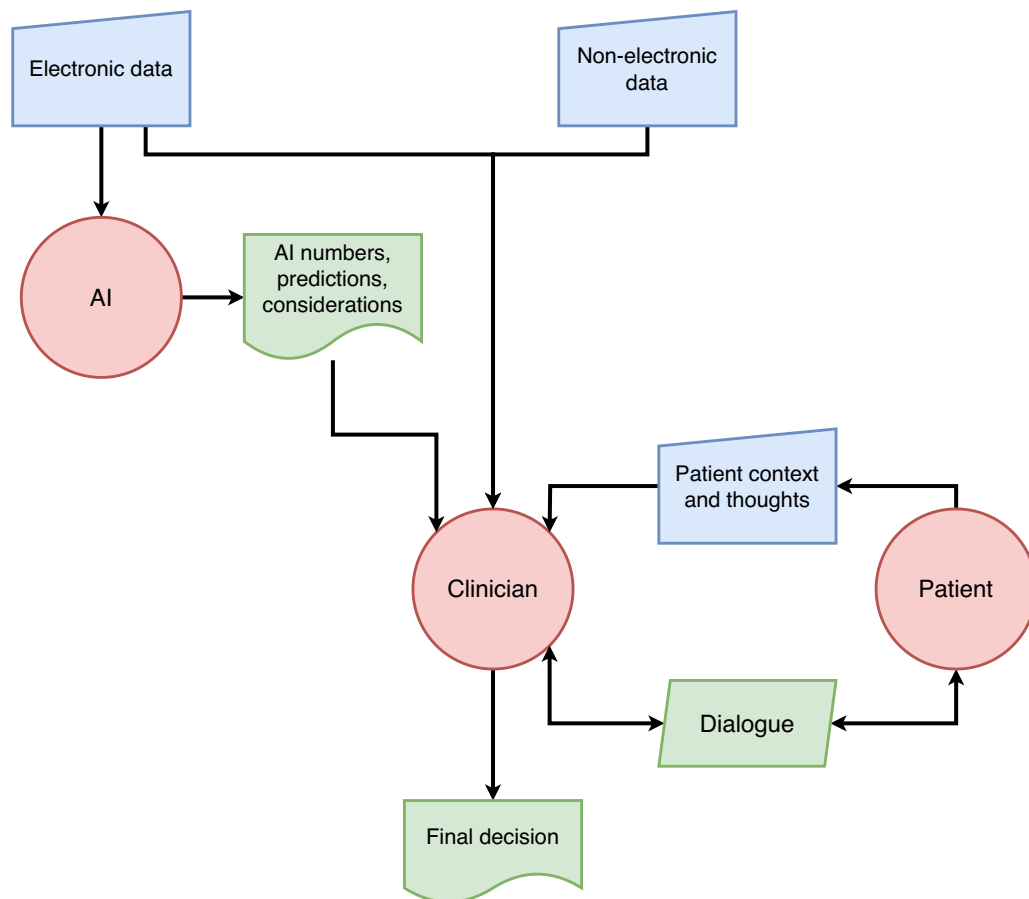 Electronic data
Non-electronic
data
AI
AI numbers,
predictions,
considerations
Patient context
and thoughts
Clinician
Patient
Dialogue
Final decision